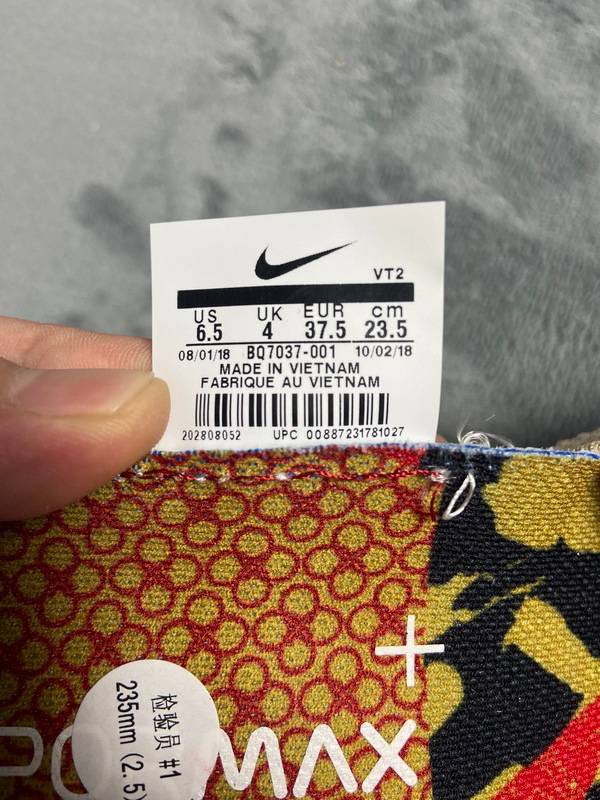 VT2
US UK EUR cm
6.5 4 37.5 23.5
08/01/18 BQ7037-001 10/02/18
MADE IN VIETNAM
FABRIQUE AU VIETNAM
202808052 UPC 00887231781027
+
检验员 #1
235mm (2.5)